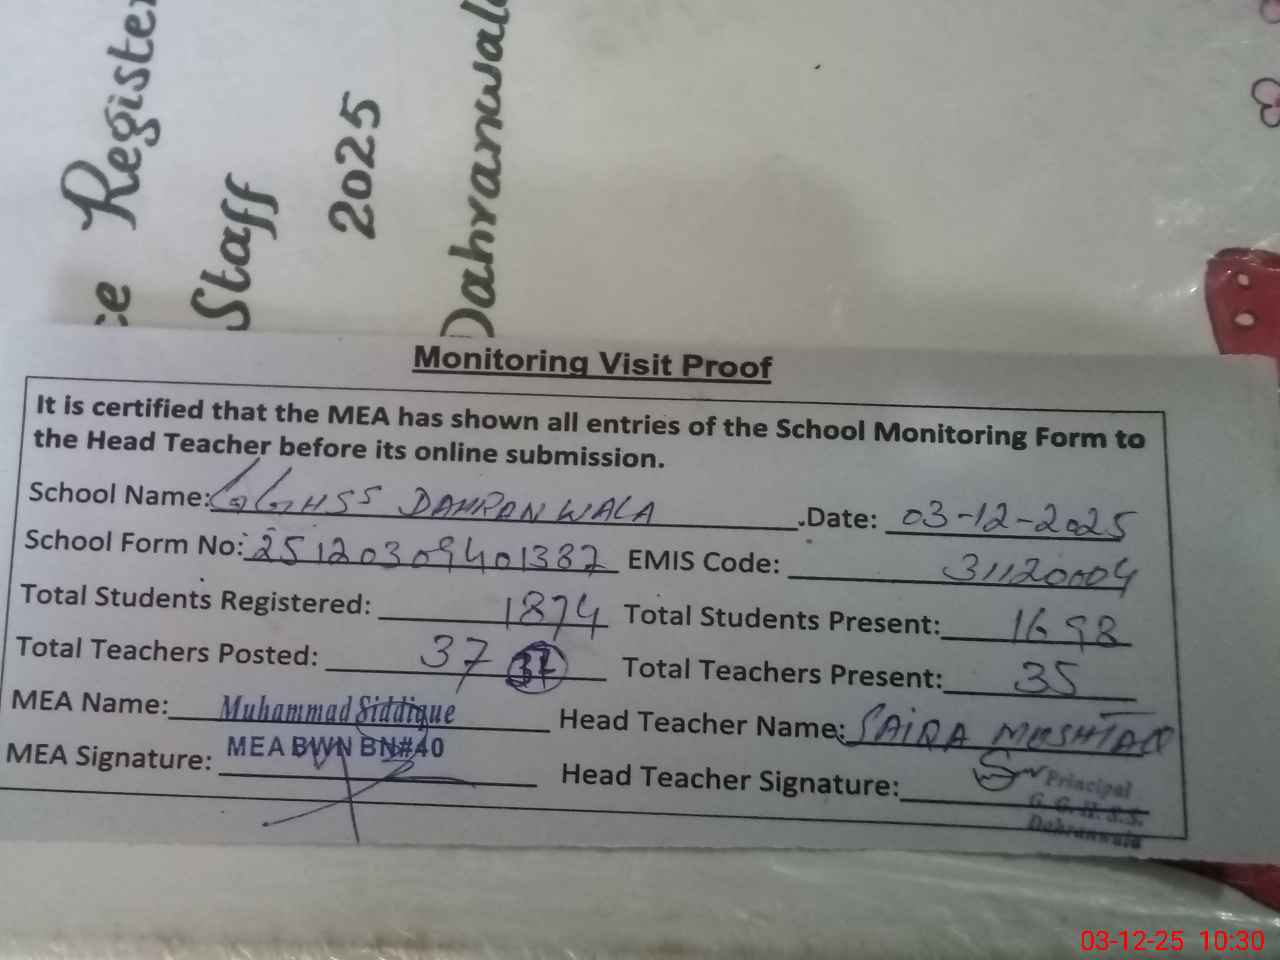 Register
Staff
2025
Dahranwala
Monitoring Visit Proof
It is certified that the MEA has shown all entries of the School Monitoring Form to
the Head Teacher before its online submission.
School Name: GGHSS DAHRANWALA .Date: 03-12-2025
School Form No: 25120309401387 EMIS Code: 31120004
Total Students Registered: 1874 Total Students Present: 1698
Total Teachers Posted: 37 37 Total Teachers Present: 35
MEA Name: Muhammad Siddique Head Teacher Name: SAIRA MUSHTAQ
MEA BWN BN#40
MEA Signature: Head Teacher Signature:
Principal
G. G. H. S. S.
Dahranwala
03-12-25 10:30